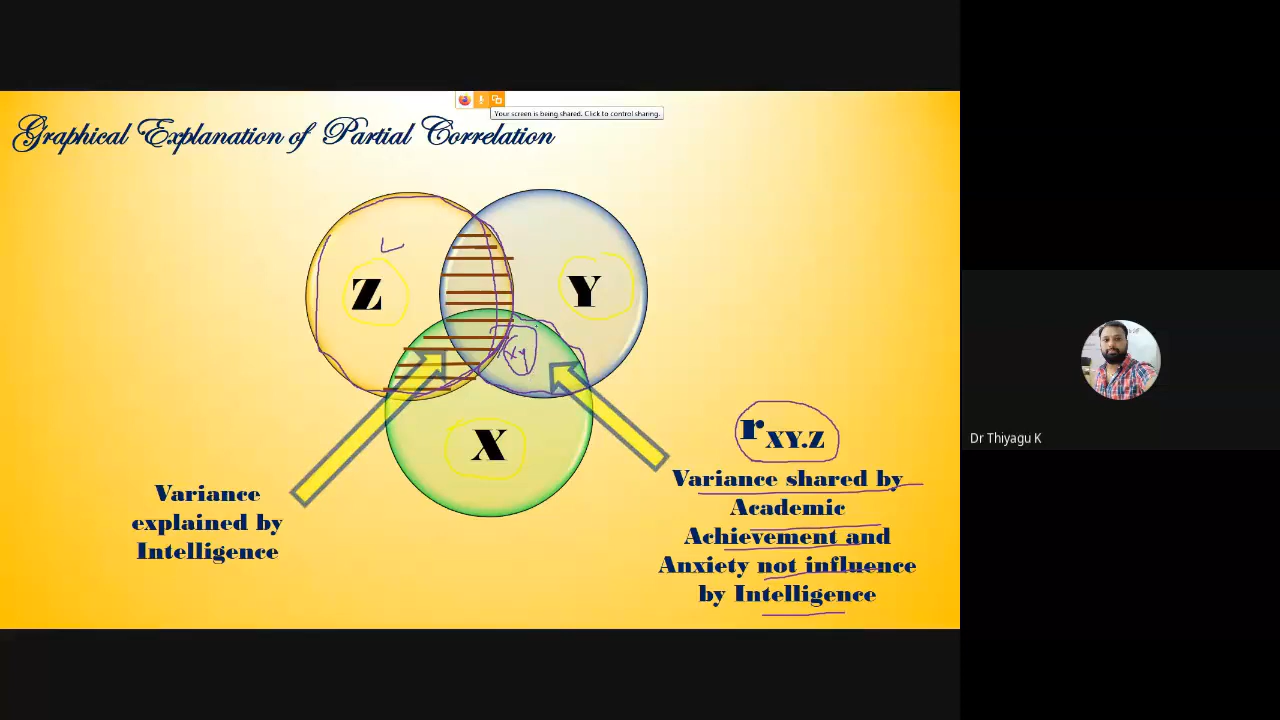 Your screen is being shared. Click to control sharing.
Graphical Explanation of Partial Correlation
Z
Y
xy
X
rXY.Z
Variance shared by
Academic
Achievement and
Anxiety not influence
by Intelligence
Variance
explained by
Intelligence
Dr Thiyagu K